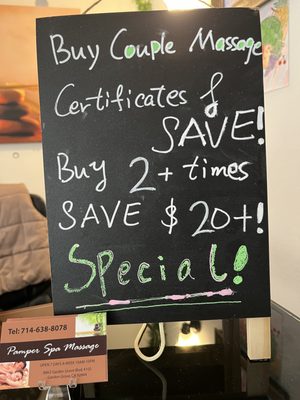 Buy Couple Massage
Certificates &
SAVE!
Buy 2+ times
SAVE $20+!
Special!
Tel: 714-638-8078
Pamper Spa Massage